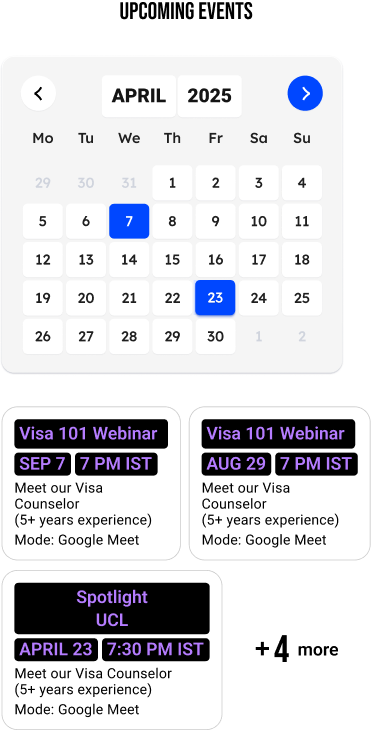 UPCOMING EVENTS
APRIL 2025
Mo Tu We Th Fr Sa Su
29 30 31 1 2 3 4
5 6 7 8 9 10 11
12 13 14 15 16 17 18
19 20 21 22 23 24 25
26 27 28 29 30 1 2
Visa 101 Webinar
SEP 7 7 PM IST
Meet our Visa
Counselor
(5+ years experience)
Mode: Google Meet
Visa 101 Webinar
AUG 29 7 PM IST
Meet our Visa
Counselor
(5+ years experience)
Mode: Google Meet
Spotlight
UCL
APRIL 23 7:30 PM IST
Meet our Visa Counselor
(5+ years experience)
Mode: Google Meet
+4 more